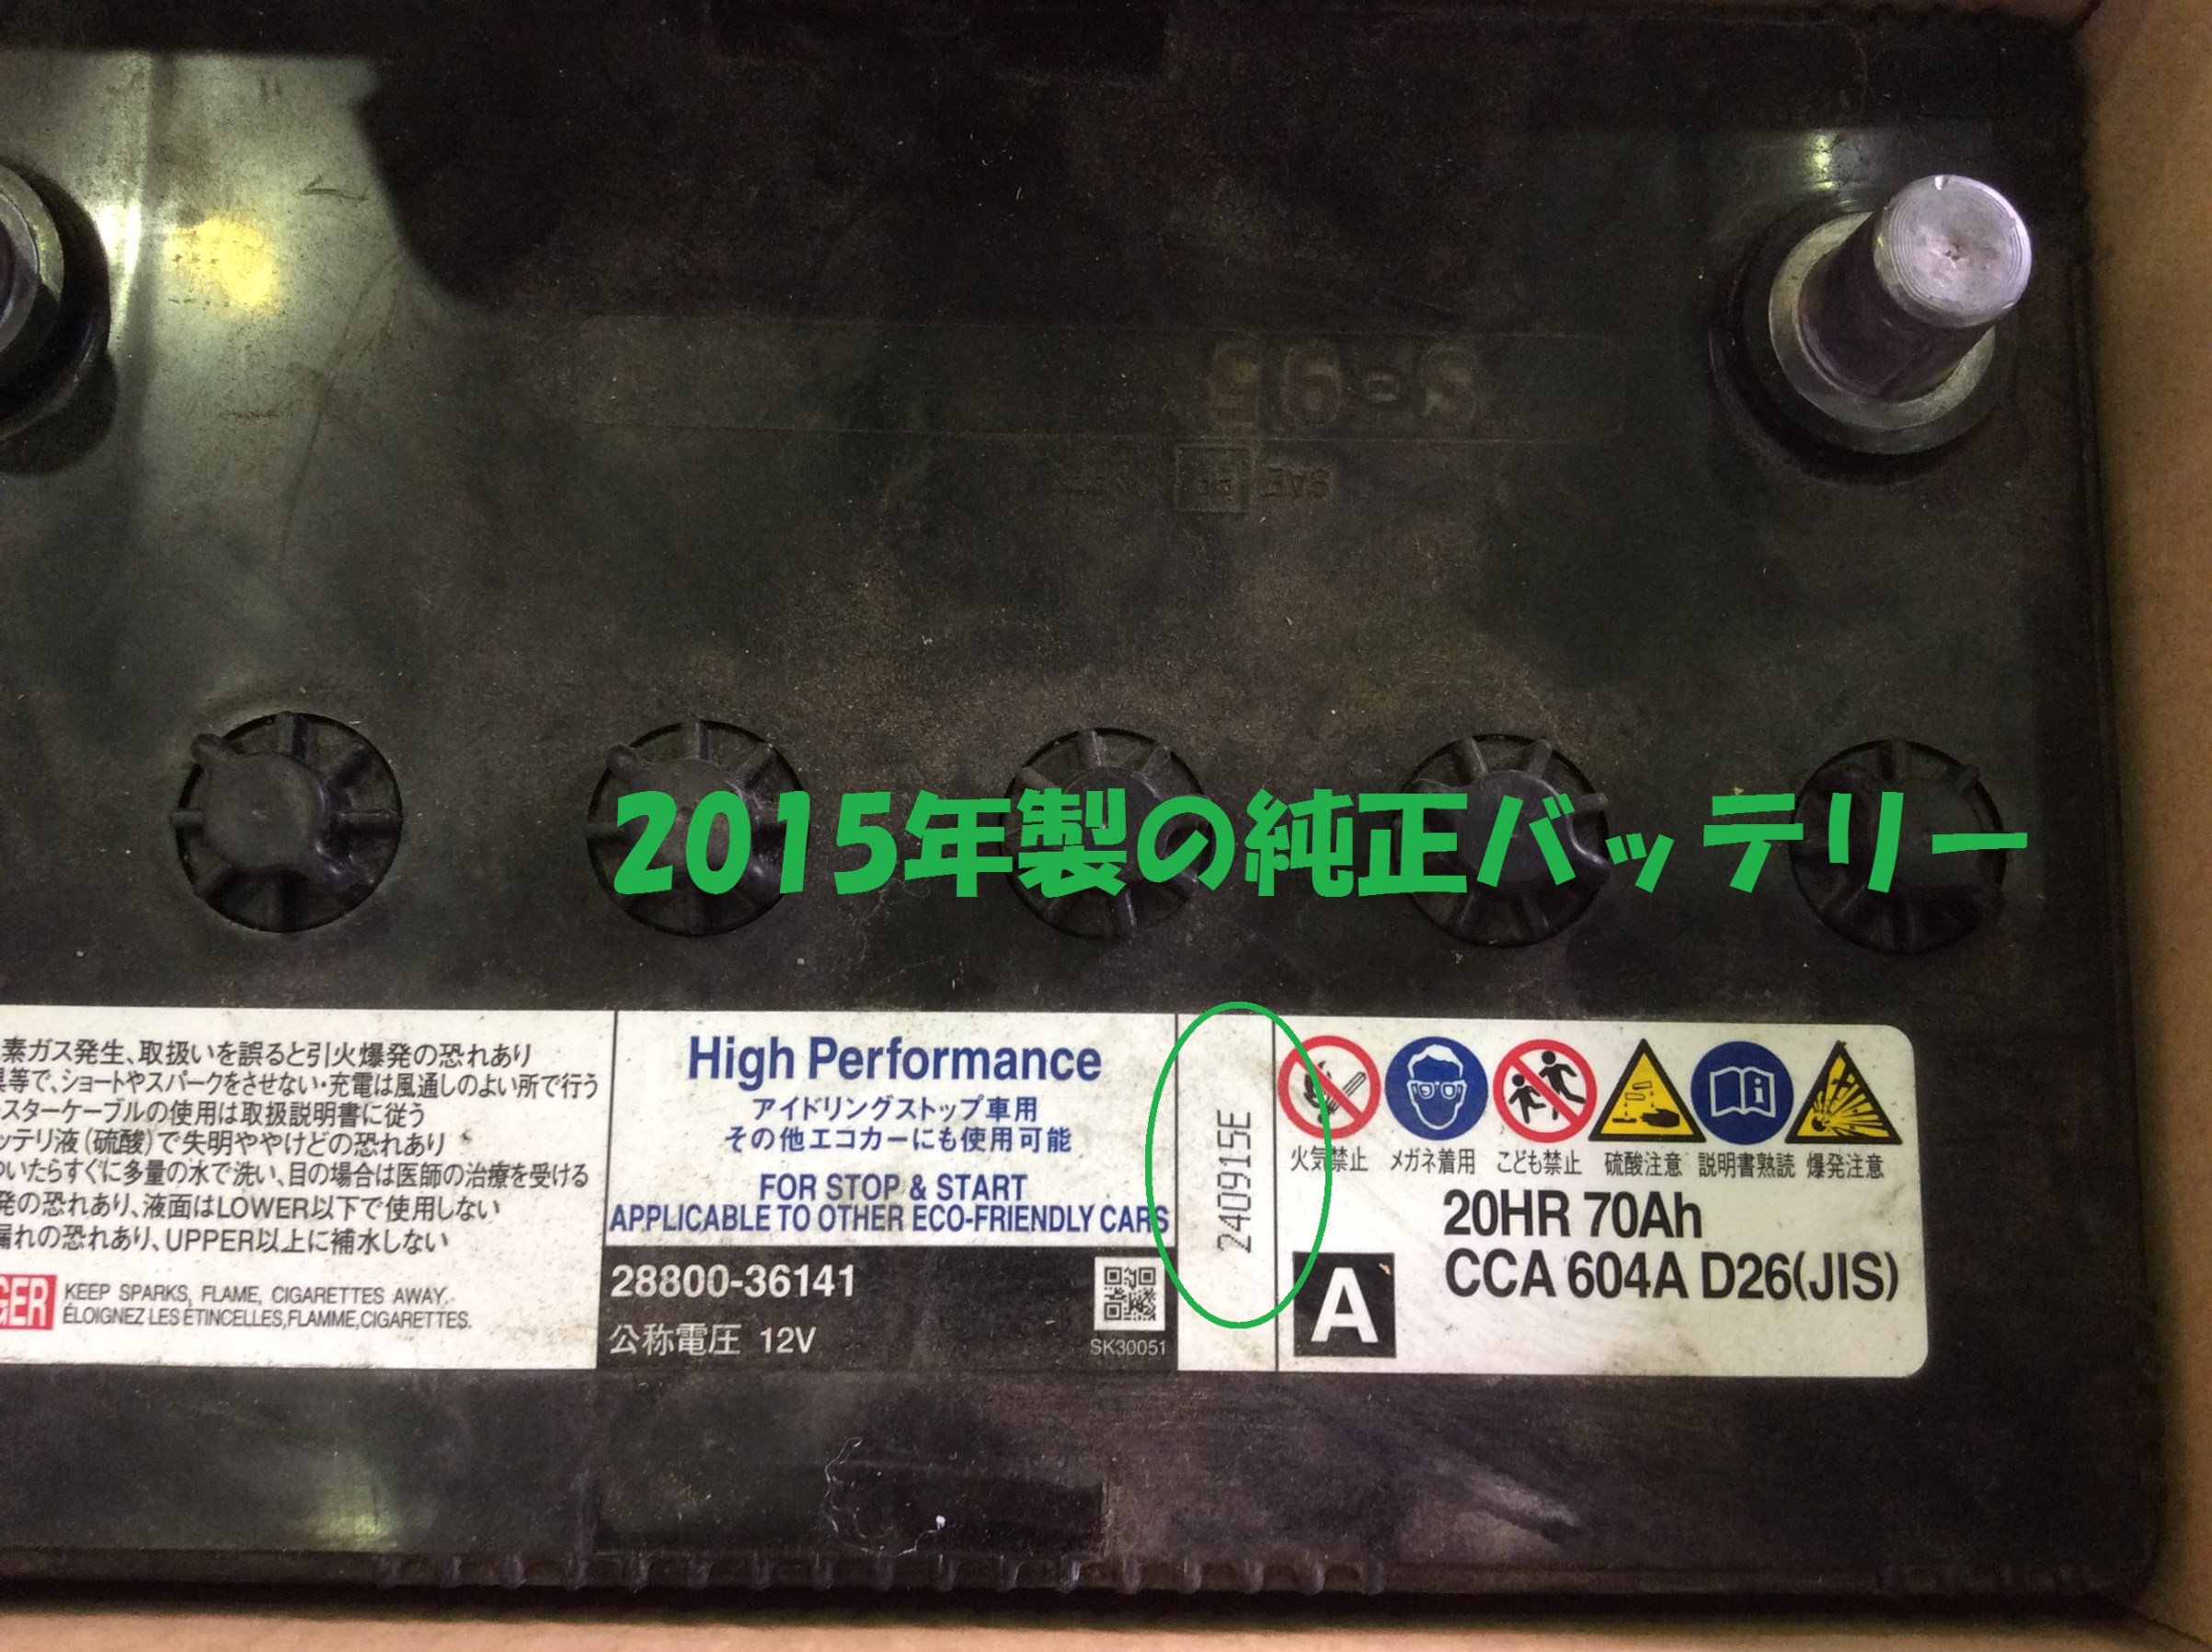 S-95
SAE
PP
2015年製の純正バッテリー
素ガス発生、取扱いを誤ると引火爆発の恐れあり
具等で、ショートやスパークをさせない・充電は風通しのよい所で行う
スターケーブルの使用は取扱説明書に従う
ッテリ液（硫酸）で失明ややけどの恐れあり
ついたらすぐに多量の水で洗い、目の場合は医師の治療を受ける
発の恐れあり、液面はLOWER以下で使用しない
漏れの恐れあり、UPPER以上に補水しない
GER
KEEP SPARKS, FLAME, CIGARETTES AWAY.
ÉLOIGNEZ LES ÉTINCELLES,FLAMME,CIGARETTES.
High Performance
アイドリングストップ車用
その他エコカーにも使用可能
FOR STOP & START
APPLICABLE TO OTHER ECO-FRIENDLY CARS
28800-36141
公称電圧 12V
SK30051
240915E
火気禁止 メガネ着用 こども禁止 硫酸注意 説明書熟読 爆発注意
20HR 70Ah
CCA 604A D26(JIS)
A